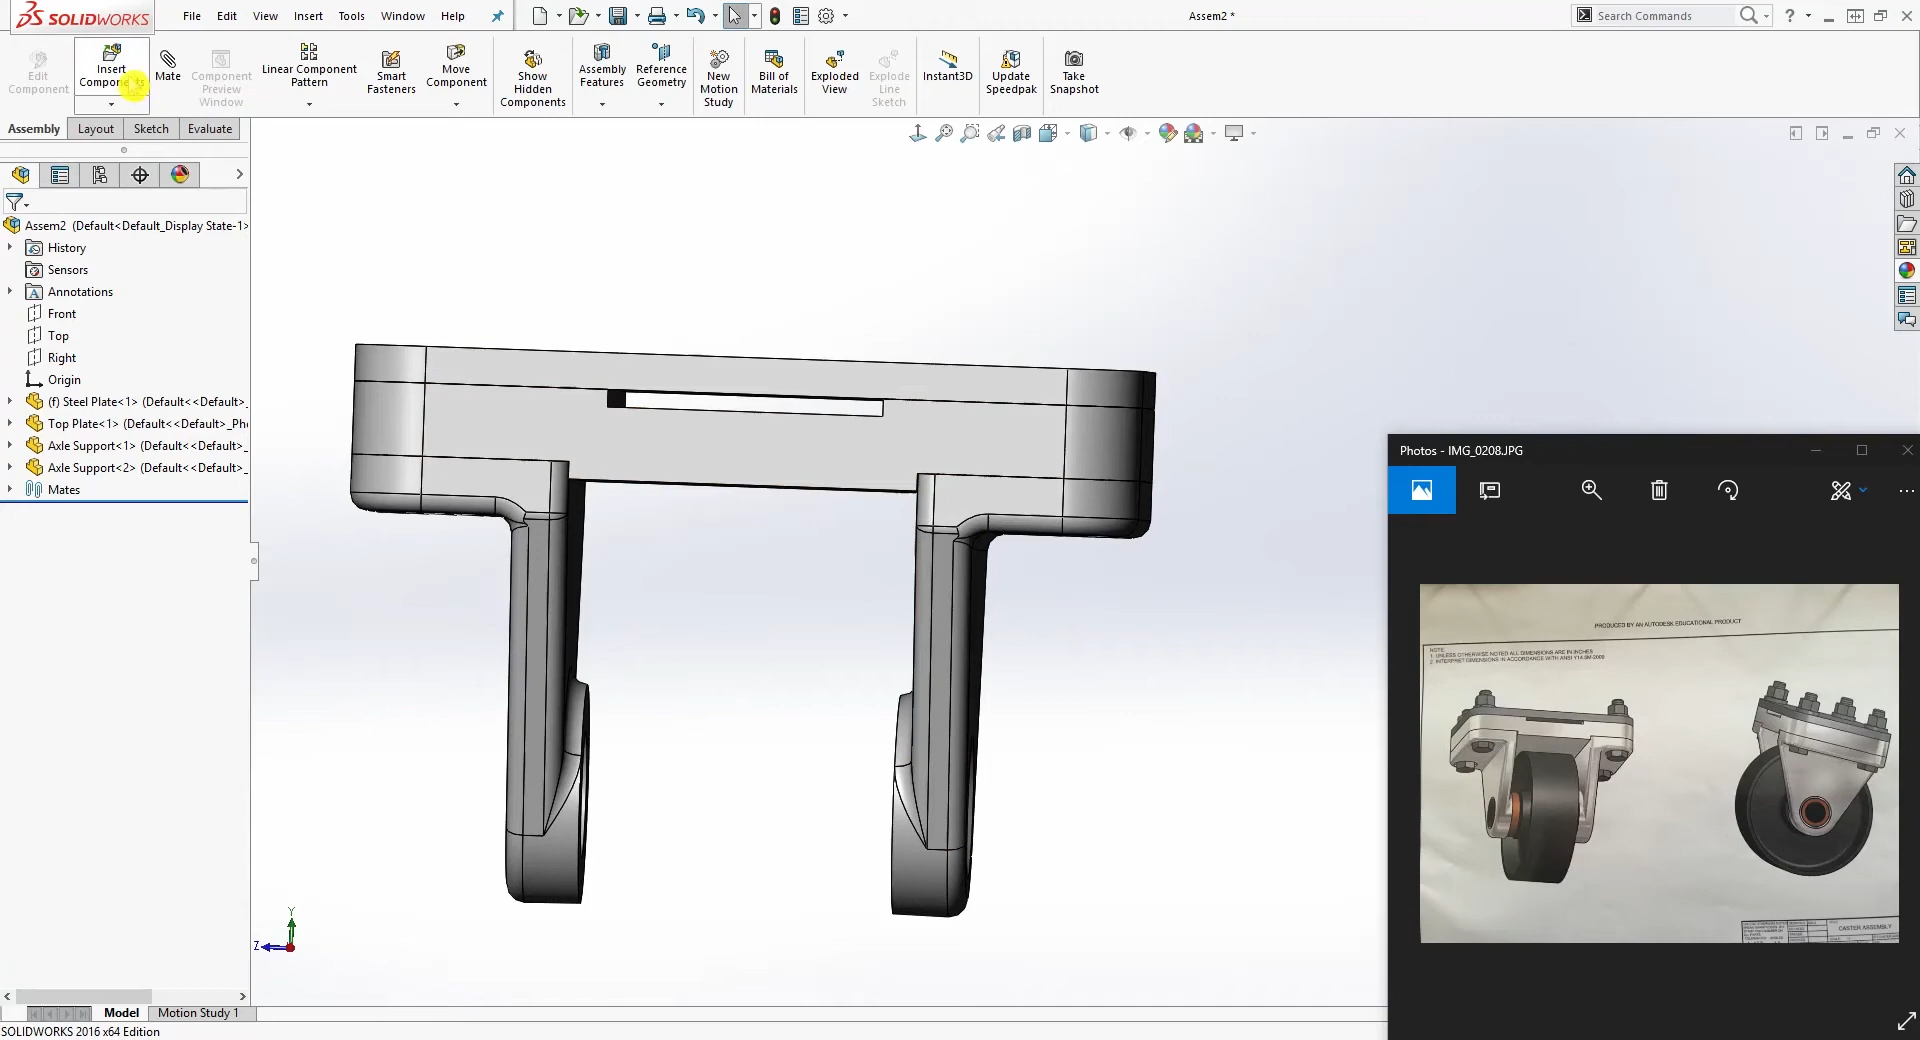 SOLIDWORKS
File Edit View Insert Tools Window Help
Assem2 *
Search Commands
Edit Component
Insert Components
Mate
Component Preview Window
Linear Component Pattern
Smart Fasteners
Move Component
Show Hidden Components
Assembly Features
Reference Geometry
New Motion Study
Bill of Materials
Exploded View
Explode Line Sketch
Instant3D
Update Speedpak
Take Snapshot
Assembly Layout Sketch Evaluate
Assem2 (Default<Default_Display State-1>
History
Sensors
A Annotations
Front
Top
Right
Origin
(f) Steel Plate<1> (Default<<Default>_
Top Plate<1> (Default<<Default>_Ph
Axle Support<1> (Default<<Default>_
Axle Support<2> (Default<<Default>_
Mates
Y
Z
Photos - IMG_0208.JPG
PRODUCED BY AN AUTODESK EDUCATIONAL PRODUCT
NOTE:
1. UNLESS OTHERWISE NOTED ALL DIMENSIONS ARE IN INCHES
2. INTERPRET DIMENSIONS IN ACCORDANCE WITH ANSI Y14.5M-2009
CASTER ASSEMBLY
Model Motion Study 1
SOLIDWORKS 2016 x64 Edition